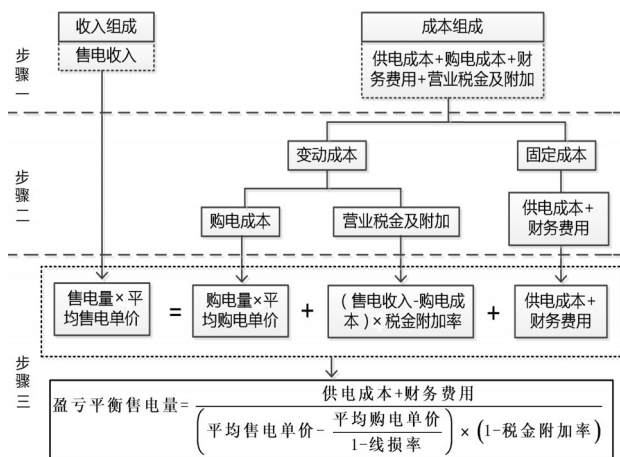 收入组成
售电收入
成本组成
供电成本+购电成本+财
务费用+营业税金及附加
步骤一
变动成本
固定成本
购电成本
营业税金及附加
供电成本+
财务费用
步骤二
售电量×平
均售电单价
=
购电量×平
均购电单价
+
(售电收入-购电成
本)×税金附加率
+
供电成本+
财务费用
步骤三
盈亏平衡售电量=
供电成本+财务费用
(平均售电单价-平均购电单价/1-线损率)×(1-税金附加率)